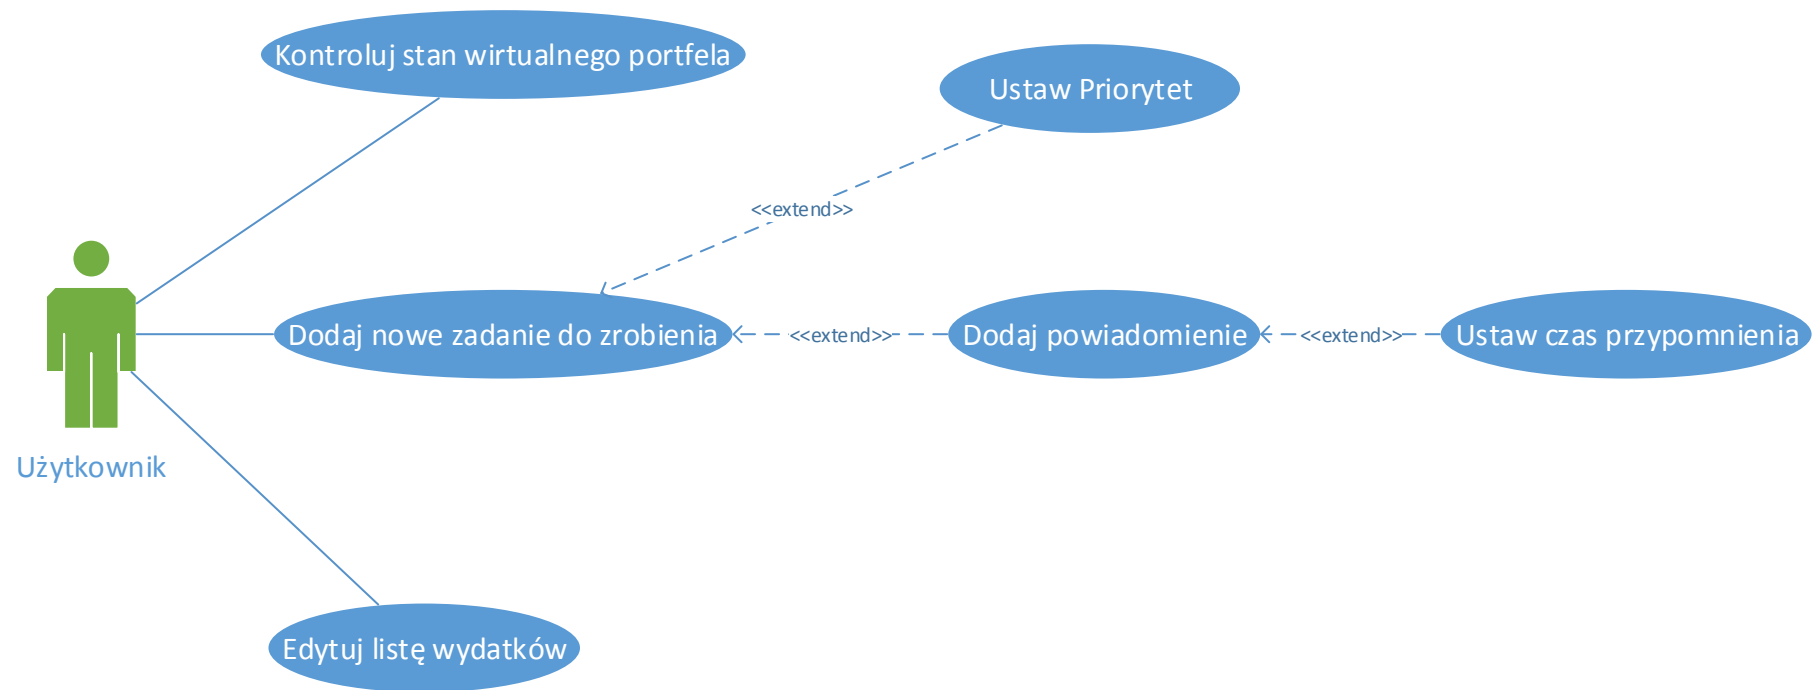 Kontroluj stan wirtualnego portfela
Ustaw Priorytet
<<extend>>
Dodaj nowe zadanie do zrobienia
<<extend>>
Dodaj powiadomienie
<<extend>>
Ustaw czas przypomnienia
Użytkownik
Edytuj listę wydatków